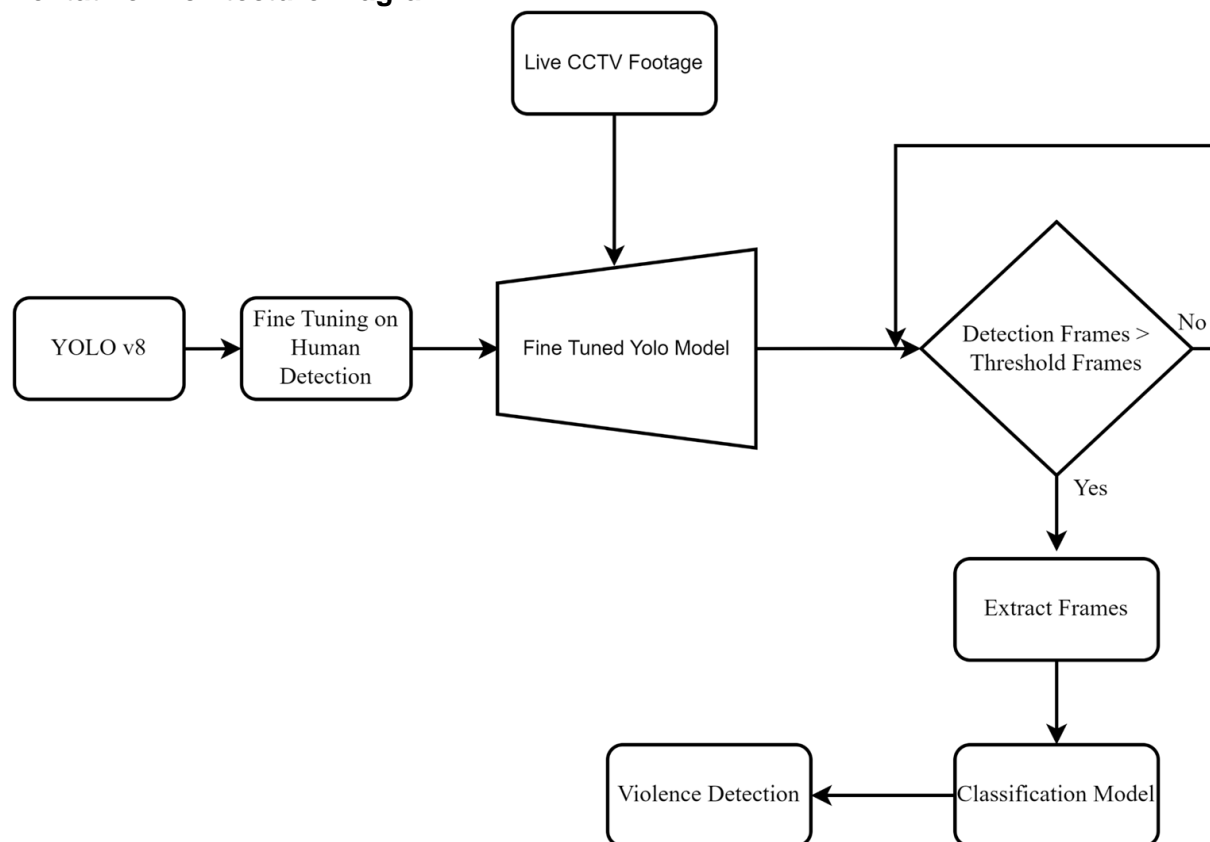 Live CCTV Footage
YOLO v8
Fine Tuning on
Human
Detection
Fine Tuned Yolo Model
Detection Frames >
Threshold Frames
No
Yes
Extract Frames
Classification Model
Violence Detection